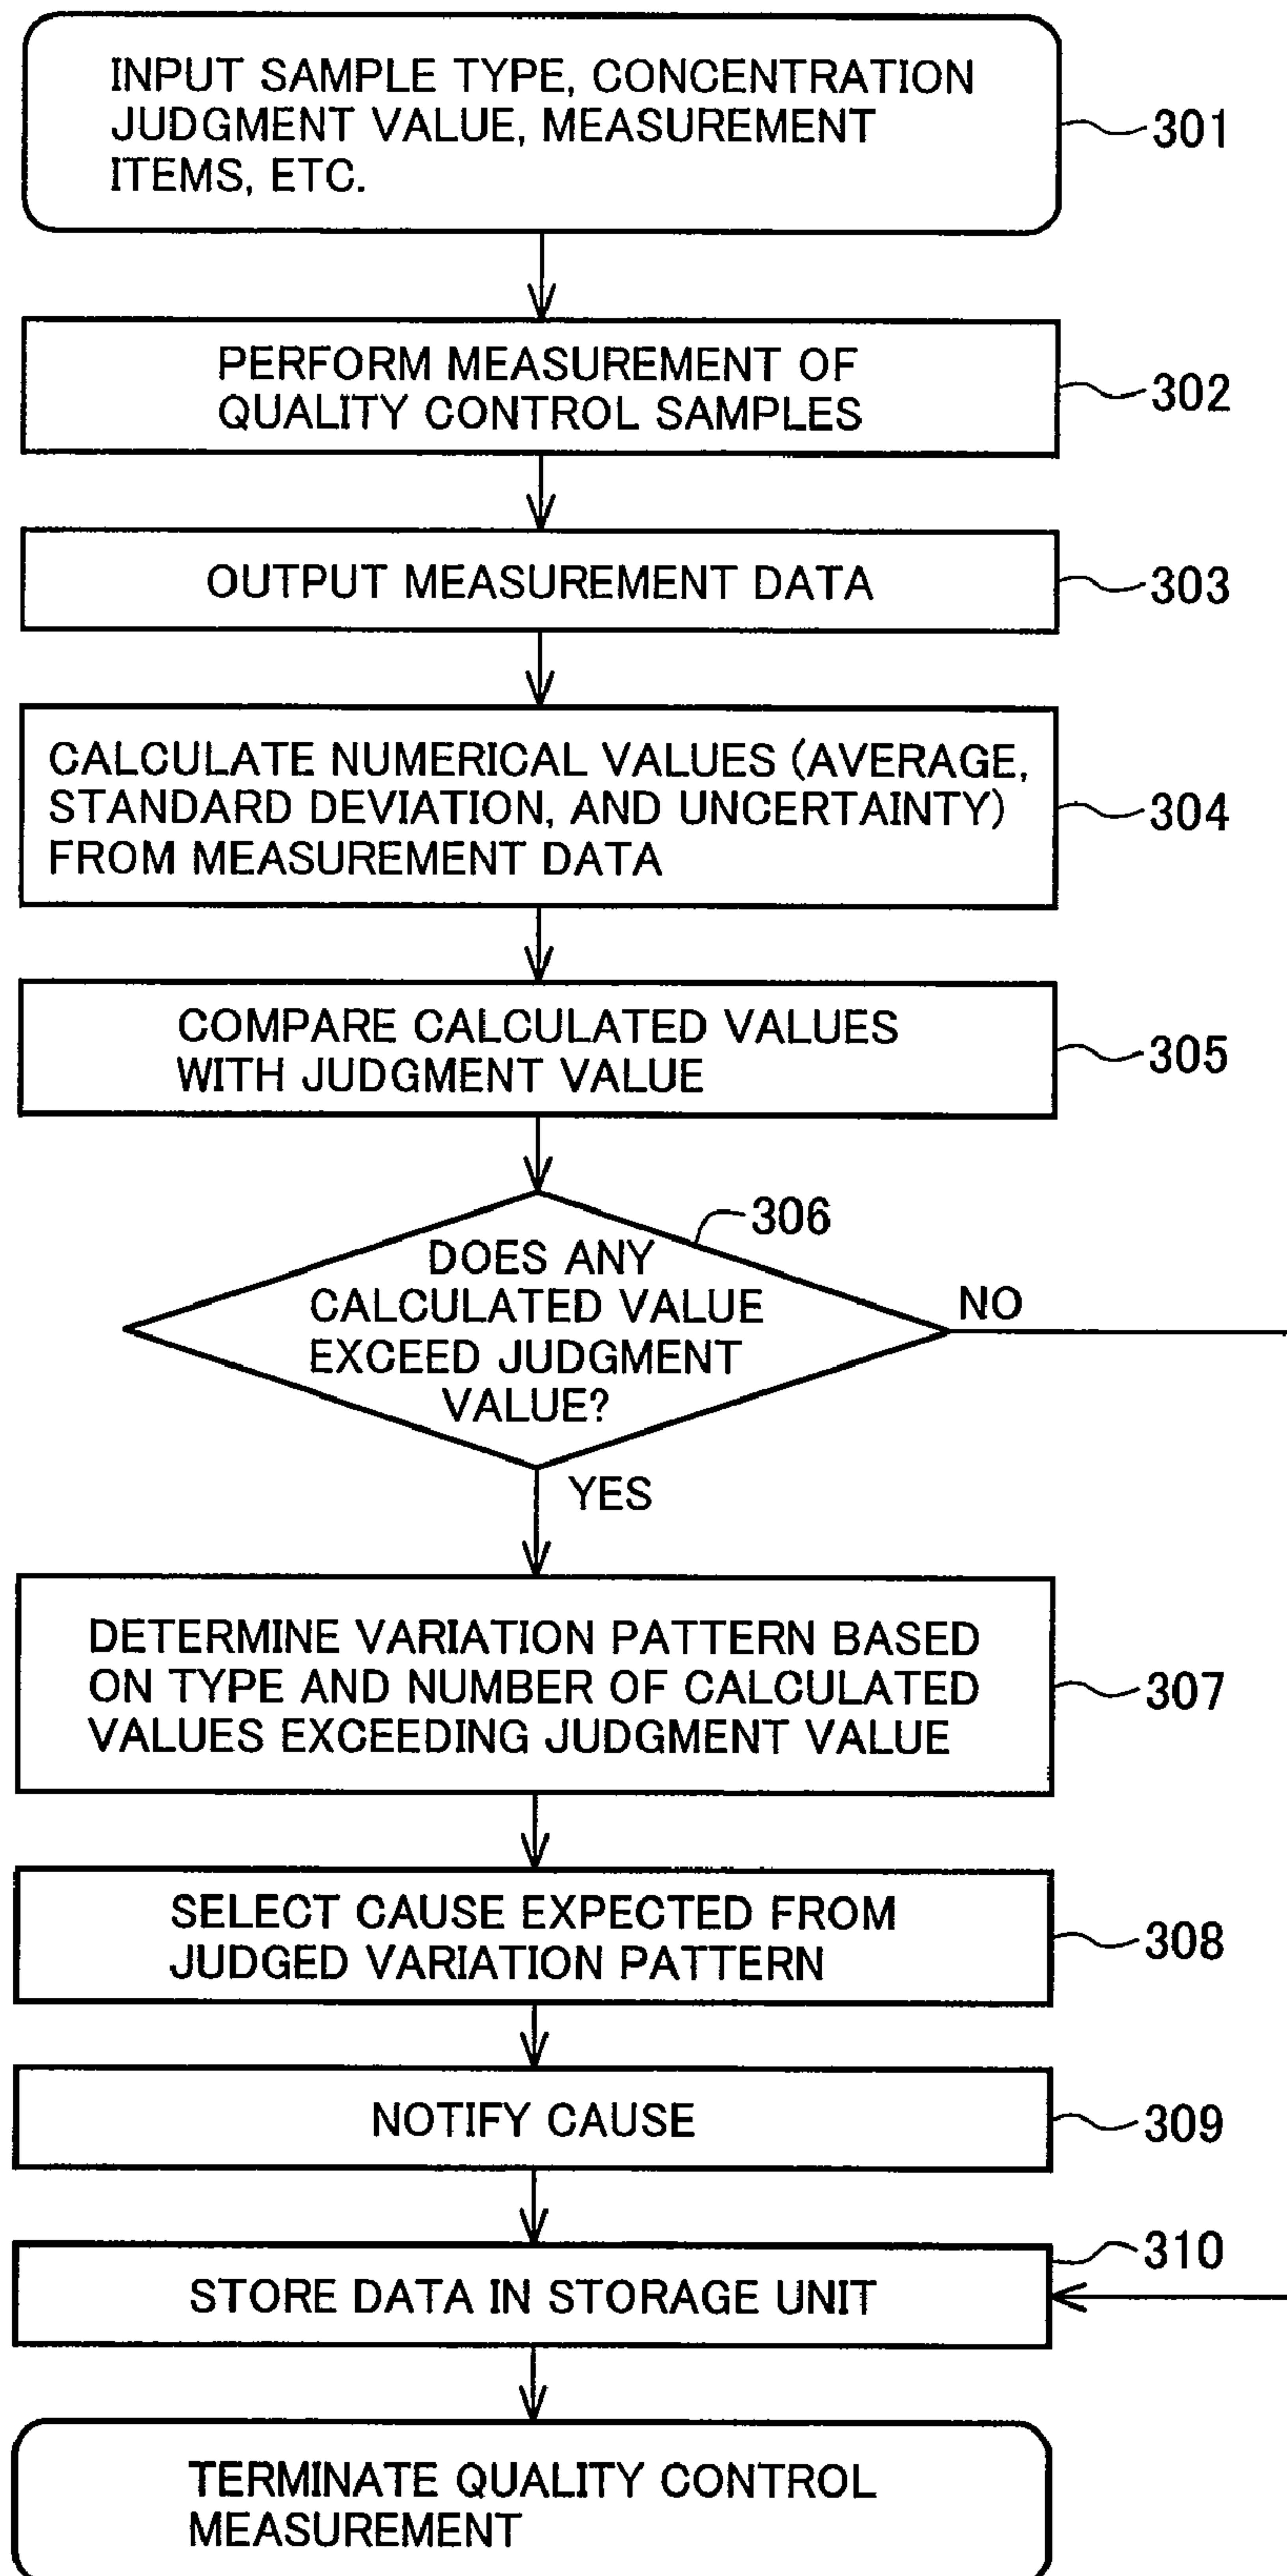 INPUT SAMPLE TYPE, CONCENTRATION
JUDGMENT VALUE, MEASUREMENT
ITEMS, ETC.
301
PERFORM MEASUREMENT OF
QUALITY CONTROL SAMPLES
302
OUTPUT MEASUREMENT DATA
303
CALCULATE NUMERICAL VALUES (AVERAGE,
STANDARD DEVIATION, AND UNCERTAINTY)
FROM MEASUREMENT DATA
304
COMPARE CALCULATED VALUES
WITH JUDGMENT VALUE
305
306
DOES ANY
CALCULATED VALUE
EXCEED JUDGMENT
VALUE?
NO
YES
DETERMINE VARIATION PATTERN BASED
ON TYPE AND NUMBER OF CALCULATED
VALUES EXCEEDING JUDGMENT VALUE
307
SELECT CAUSE EXPECTED FROM
JUDGED VARIATION PATTERN
308
NOTIFY CAUSE
309
STORE DATA IN STORAGE UNIT
310
TERMINATE QUALITY CONTROL
MEASUREMENT